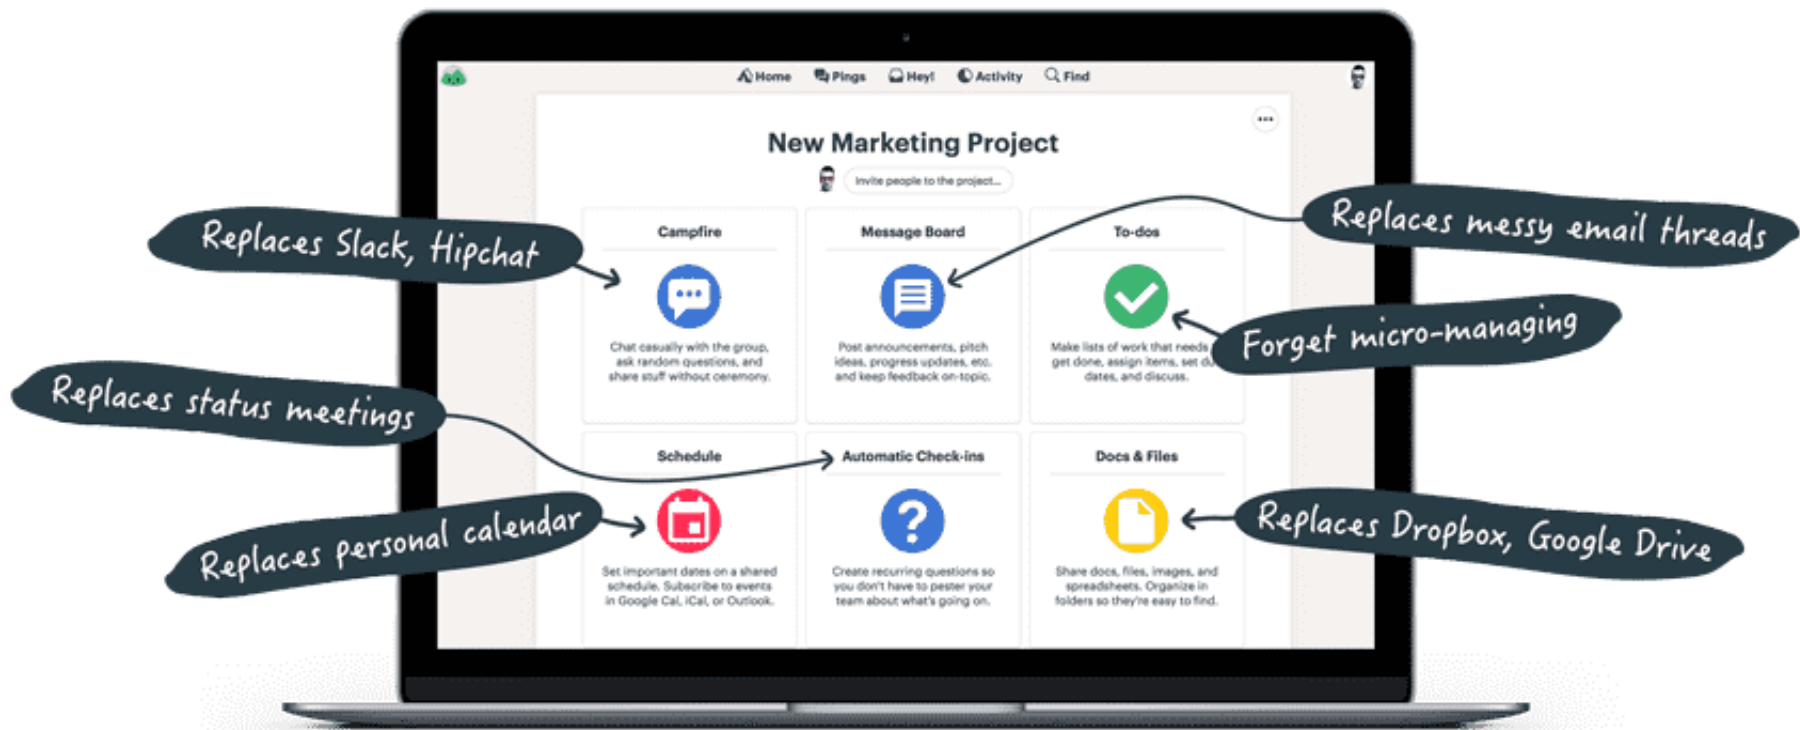 Home Pings Hey! Activity Find
New Marketing Project
Invite people to the project...
Replaces Slack, Hipchat
Replaces messy email threads
Campfire
Chat casually with the group,
ask random questions, and
share stuff without ceremony.
Message Board
Post announcements, pitch
ideas, progress updates, etc.
and keep feedback on-topic.
To-dos
Make lists of work that needs
get done, assign items, set
dates, and discuss.
Forget micro-managing
Replaces status meetings
Schedule
Set important dates on a shared
schedule. Subscribe to events
in Google Cal, iCal, or Outlook.
Automatic Check-ins
Create recurring questions so
you don't have to pester your
team about what's going on.
Docs & Files
Share docs, files, images, and
spreadsheets. Organize in
folders so they're easy to find.
Replaces personal calendar
Replaces Dropbox, Google Drive